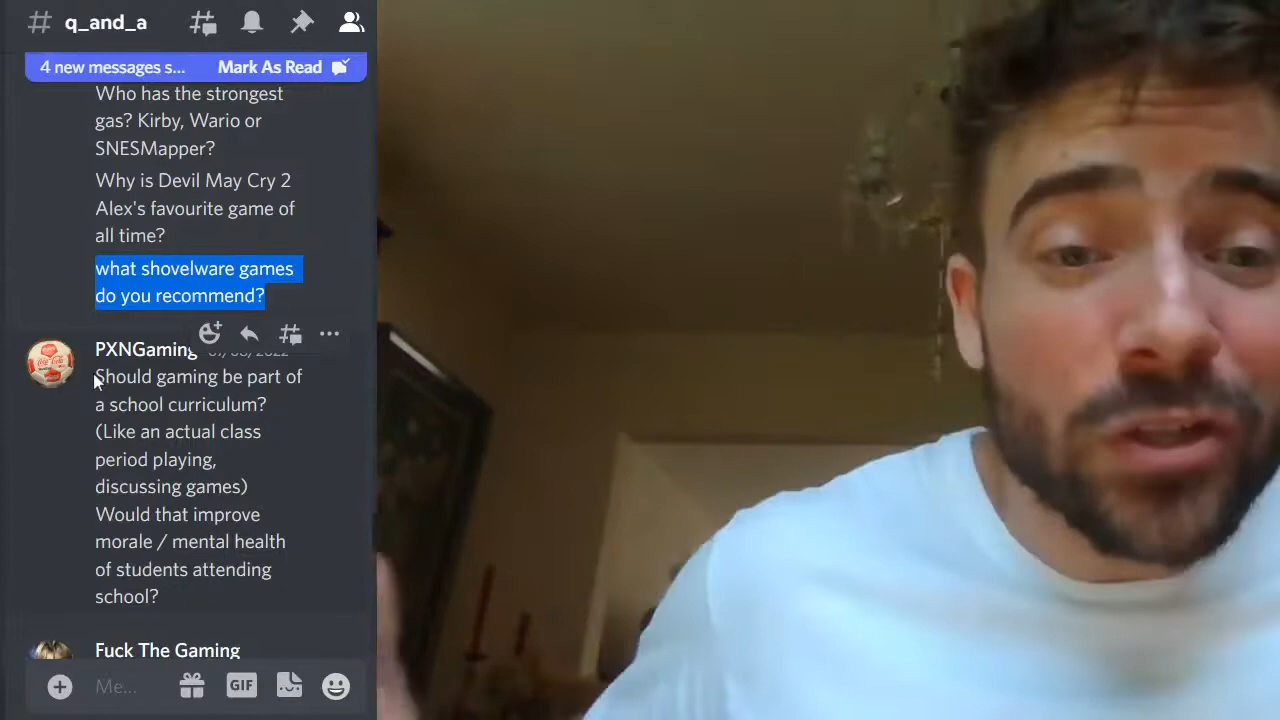 q_and_a
4 new messages s... Mark As Read
Who has the strongest
gas? Kirby, Wario or
SNESMapper?
Why is Devil May Cry 2
Alex's favourite game of
all time?
what shovelware games
do you recommend?
PXNGaming
Should gaming be part of
a school curriculum?
(Like an actual class
period playing,
discussing games)
Would that improve
morale / mental health
of students attending
school?
Fuck The Gaming
Me... GIF